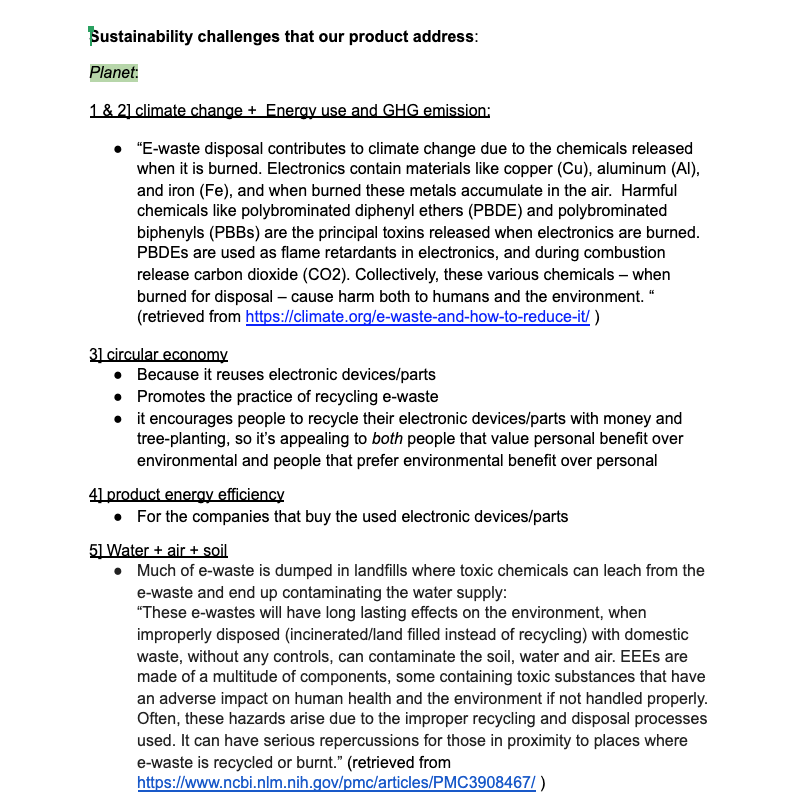 Sustainability challenges that our product address:
Planet:
1 & 2] climate change +  Energy use and GHG emission:
● “E-waste disposal contributes to climate change due to the chemicals released
when it is burned. Electronics contain materials like copper (Cu), aluminum (Al),
and iron (Fe), and when burned these metals accumulate in the air.  Harmful
chemicals like polybrominated diphenyl ethers (PBDE) and polybrominated
biphenyls (PBBs) are the principal toxins released when electronics are burned.
PBDEs are used as flame retardants in electronics, and during combustion
release carbon dioxide (CO2). Collectively, these various chemicals – when
burned for disposal – cause harm both to humans and the environment. “
(retrieved from https://climate.org/e-waste-and-how-to-reduce-it/ )
3] circular economy
● Because it reuses electronic devices/parts
● Promotes the practice of recycling e-waste
● it encourages people to recycle their electronic devices/parts with money and
tree-planting, so it’s appealing to both people that value personal benefit over
environmental and people that prefer environmental benefit over personal
4] product energy efficiency
● For the companies that buy the used electronic devices/parts
5] Water + air + soil
● Much of e-waste is dumped in landfills where toxic chemicals can leach from the
e-waste and end up contaminating the water supply:
“These e-wastes will have long lasting effects on the environment, when
improperly disposed (incinerated/land filled instead of recycling) with domestic
waste, without any controls, can contaminate the soil, water and air. EEEs are
made of a multitude of components, some containing toxic substances that have
an adverse impact on human health and the environment if not handled properly.
Often, these hazards arise due to the improper recycling and disposal processes
used. It can have serious repercussions for those in proximity to places where
e-waste is recycled or burnt.” (retrieved from
https://www.ncbi.nlm.nih.gov/pmc/articles/PMC3908467/ )